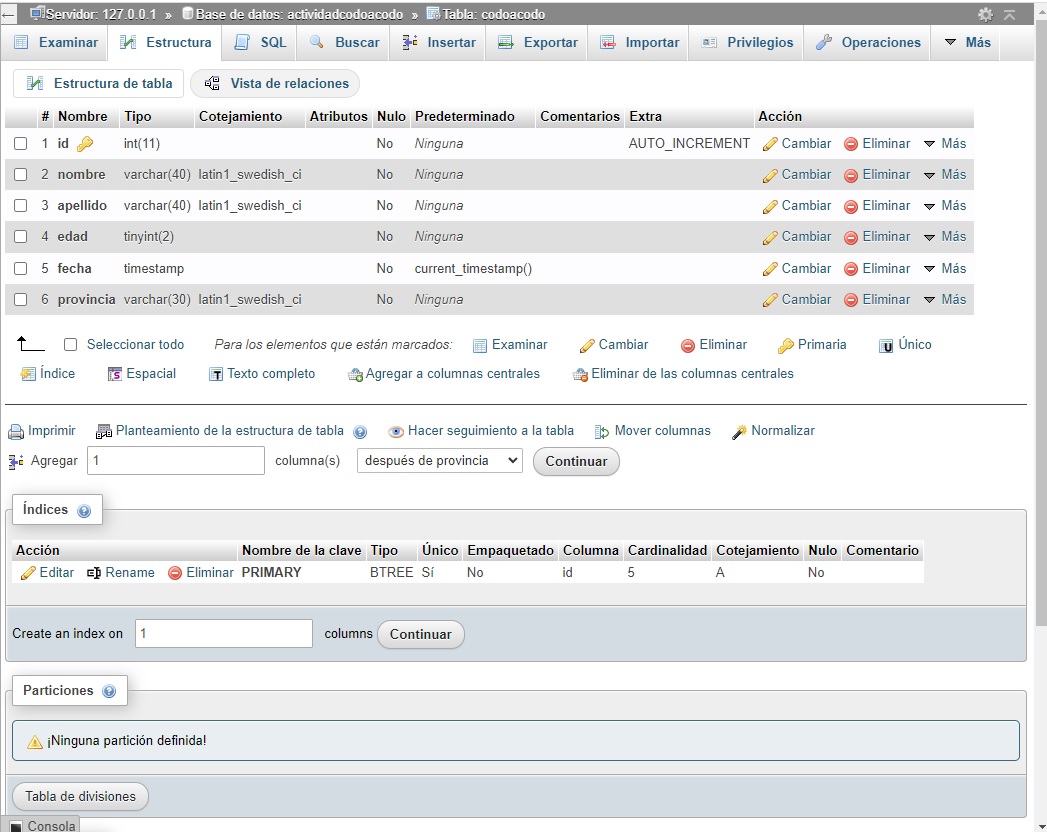 Servidor: 127.0.0.1 » Base de datos: actividadcodoacodo » Tabla: codoacodo
Examinar Estructura SQL Buscar Insertar Exportar Importar Privilegios Operaciones Más
Estructura de tabla Vista de relaciones
# Nombre Tipo Cotejamiento Atributos Nulo Predeterminado Comentarios Extra Acción
1 id int(11) No Ninguna AUTO_INCREMENT Cambiar Eliminar Más
2 nombre varchar(40) latin1_swedish_ci No Ninguna Cambiar Eliminar Más
3 apellido varchar(40) latin1_swedish_ci No Ninguna Cambiar Eliminar Más
4 edad tinyint(2) No Ninguna Cambiar Eliminar Más
5 fecha timestamp No current_timestamp() Cambiar Eliminar Más
6 provincia varchar(30) latin1_swedish_ci No Ninguna Cambiar Eliminar Más
Seleccionar todo Para los elementos que están marcados: Examinar Cambiar Eliminar Primaria Único
Índice Espacial Texto completo Agregar a columnas centrales Eliminar de las columnas centrales
Imprimir Planteamiento de la estructura de tabla Hacer seguimiento a la tabla Mover columnas Normalizar
Agregar 1 columna(s) después de provincia Continuar
Índices
Acción Nombre de la clave Tipo Único Empaquetado Columna Cardinalidad Cotejamiento Nulo Comentario
Editar Rename Eliminar PRIMARY BTREE Sí No id 5 A No
Create an index on 1 columns Continuar
Particiones
¡Ninguna partición definida!
Tabla de divisiones
Consola